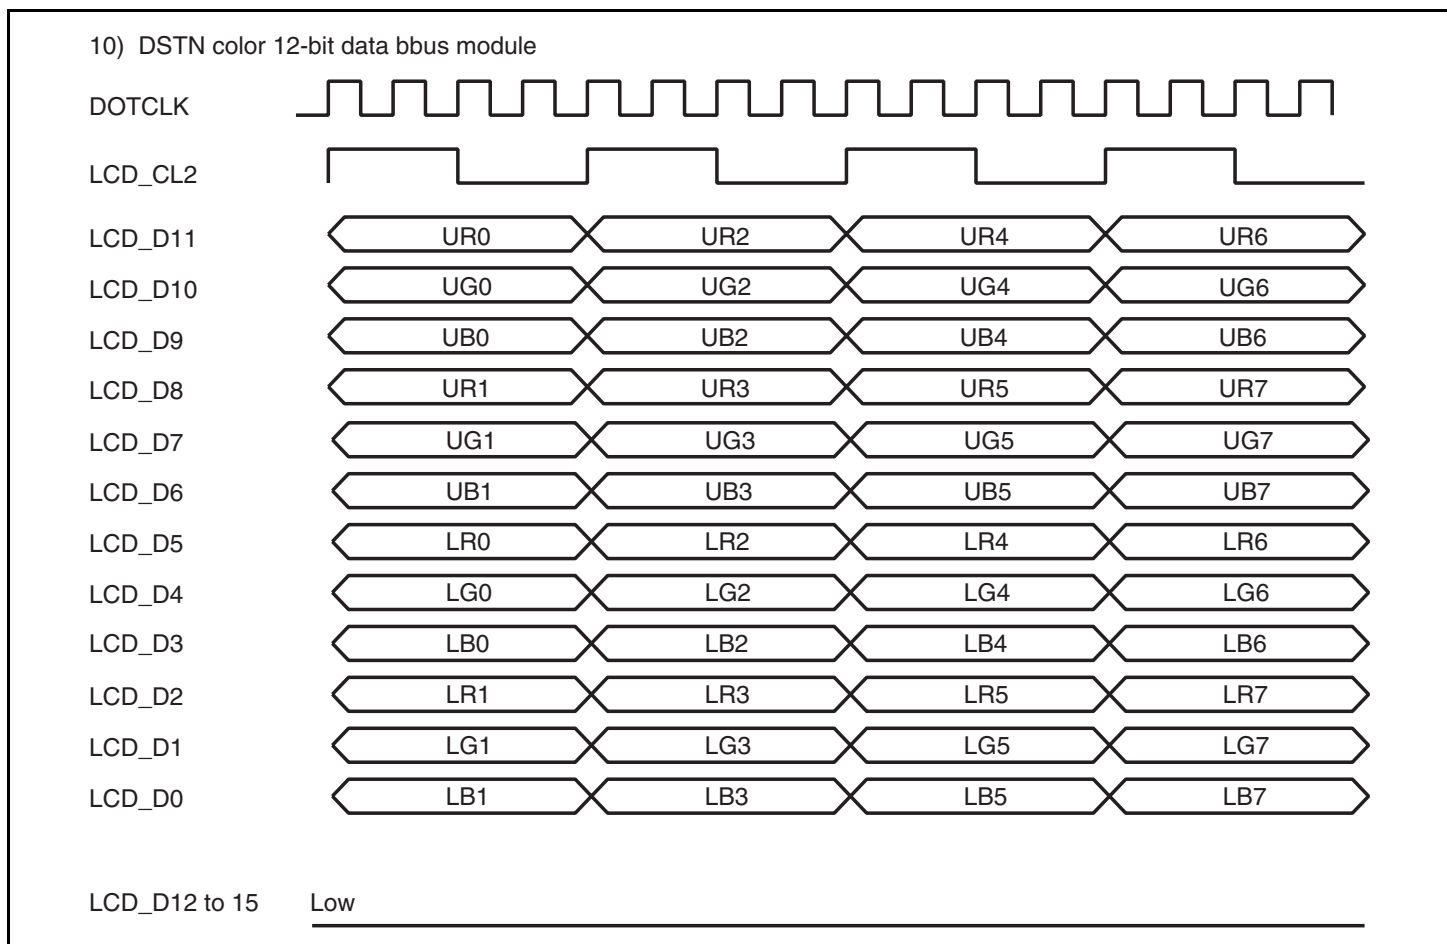 10) DSTN color 12-bit data bbus module
DOTCLK
LCD_CL2
LCD_D11 UR0 UR2 UR4 UR6
LCD_D10 UG0 UG2 UG4 UG6
LCD_D9 UB0 UB2 UB4 UB6
LCD_D8 UR1 UR3 UR5 UR7
LCD_D7 UG1 UG3 UG5 UG7
LCD_D6 UB1 UB3 UB5 UB7
LCD_D5 LR0 LR2 LR4 LR6
LCD_D4 LG0 LG2 LG4 LG6
LCD_D3 LB0 LB2 LB4 LB6
LCD_D2 LR1 LR3 LR5 LR7
LCD_D1 LG1 LG3 LG5 LG7
LCD_D0 LB1 LB3 LB5 LB7
LCD_D12 to 15 Low